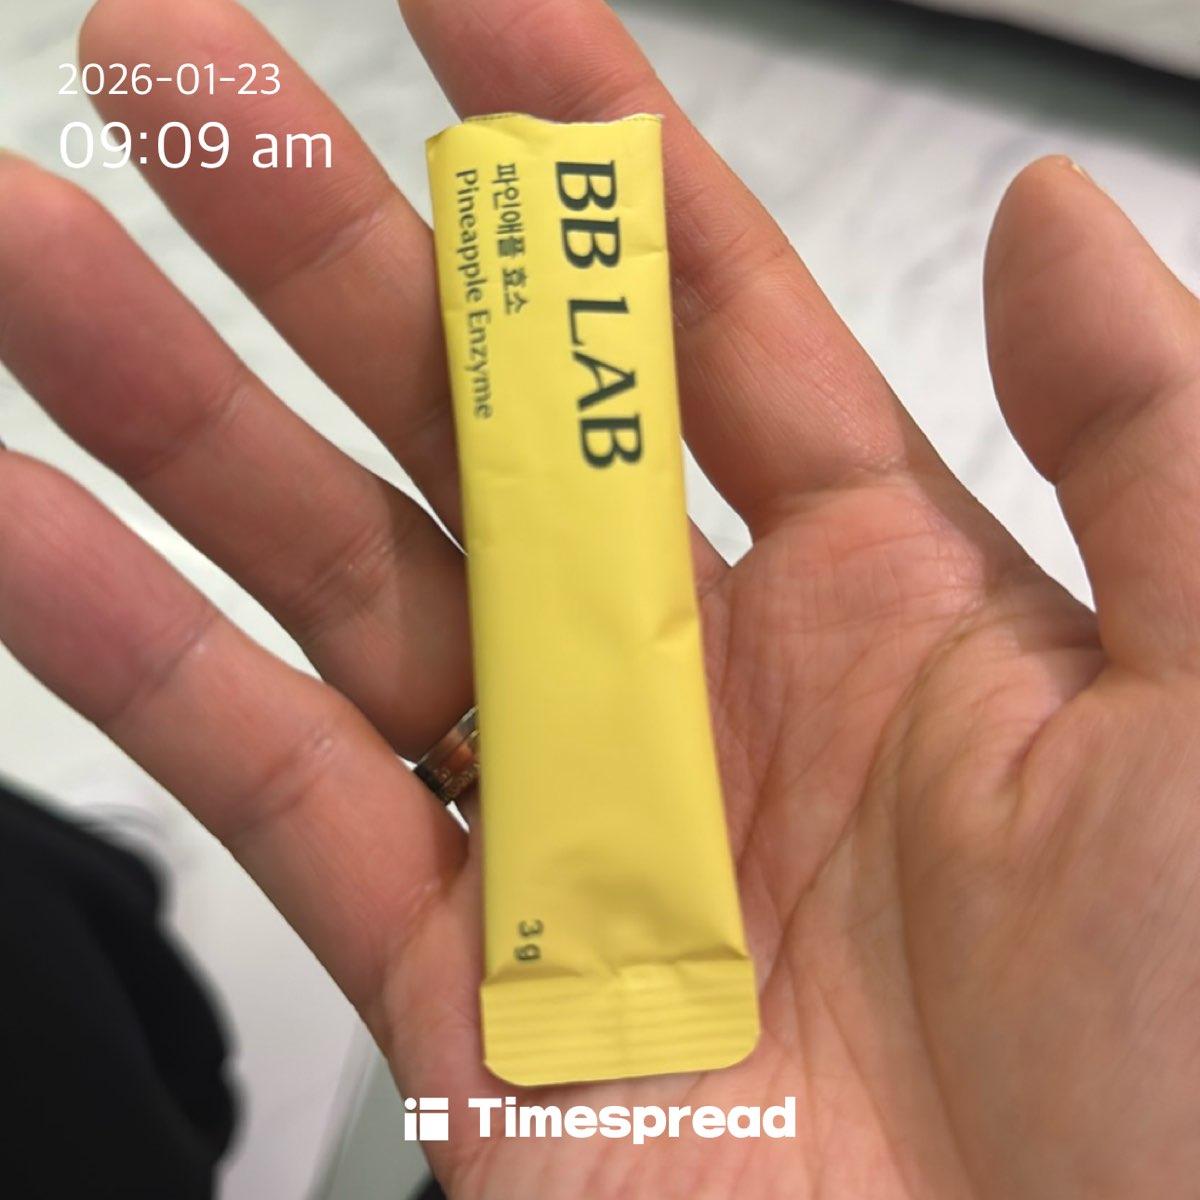 2026-01-23
09:09 am
BB LAB
파인애플 효소
Pineapple Enzyme
3g
Timespread